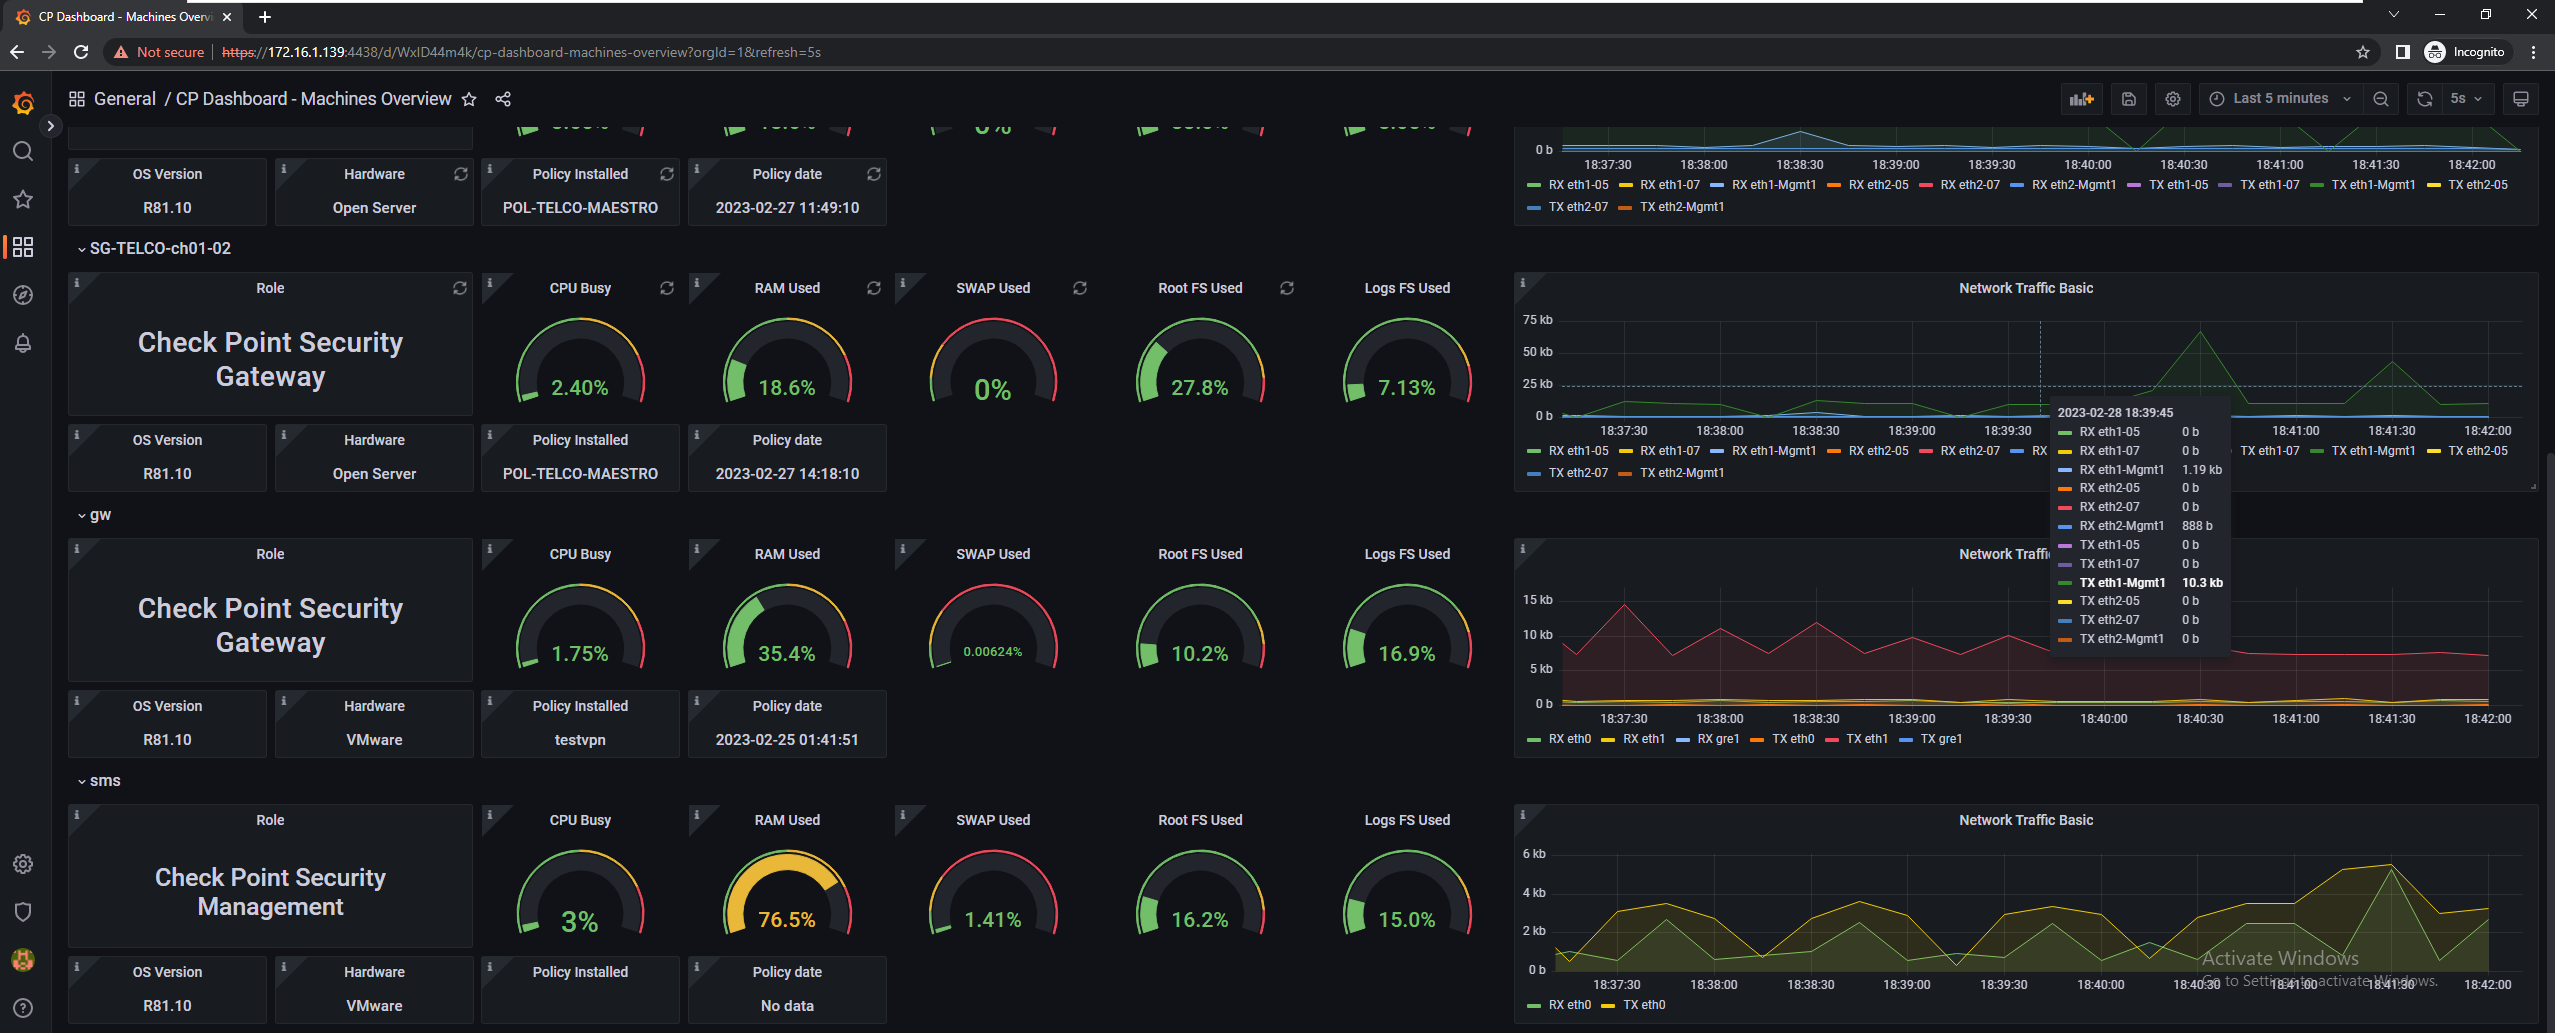 CP Dashboard - Machines Overvi
Not secure https://172.16.1.139:4438/d/WxID44m4k/cp-dashboard-machines-overview?orgId=1&refresh=5s Incognito
General / CP Dashboard - Machines Overview Last 5 minutes 5s
0%
0 b
18:37:30 18:38:00 18:38:30 18:39:00 18:39:30 18:40:00 18:40:30 18:41:00 18:41:30 18:42:00
RX eth1-05 RX eth1-07 RX eth1-Mgmt1 RX eth2-05 RX eth2-07 RX eth2-Mgmt1 TX eth1-05 TX eth1-07 TX eth1-Mgmt1 TX eth2-05
TX eth2-07 TX eth2-Mgmt1
OS Version Hardware Policy Installed Policy date
R81.10 Open Server POL-TELCO-MAESTRO 2023-02-27 11:49:10
SG-TELCO-ch01-02
Role CPU Busy RAM Used SWAP Used Root FS Used Logs FS Used Network Traffic Basic
Check Point Security
Gateway
2.40% 18.6% 0% 27.8% 7.13%
75 kb
50 kb
25 kb
0 b
18:37:30 18:38:00 18:38:30 18:39:00 18:39:30 18:41:00 18:41:30 18:42:00
RX eth1-05 RX eth1-07 RX eth1-Mgmt1 RX eth2-05 RX eth2-07 RX TX eth1-07 TX eth1-Mgmt1 TX eth2-05
TX eth2-07 TX eth2-Mgmt1
2023-02-28 18:39:45
RX eth1-05 0 b
RX eth1-07 0 b
RX eth1-Mgmt1 1.19 kb
RX eth2-05 0 b
RX eth2-07 0 b
RX eth2-Mgmt1 888 b
TX eth1-05 0 b
TX eth1-07 0 b
TX eth1-Mgmt1 10.3 kb
TX eth2-05 0 b
TX eth2-07 0 b
TX eth2-Mgmt1 0 b
OS Version Hardware Policy Installed Policy date
R81.10 Open Server POL-TELCO-MAESTRO 2023-02-27 14:18:10
gw
Role CPU Busy RAM Used SWAP Used Root FS Used Logs FS Used Network Traffi
Check Point Security
Gateway
1.75% 35.4% 0.00624% 10.2% 16.9%
15 kb
10 kb
5 kb
0 b
18:37:30 18:38:00 18:38:30 18:39:00 18:39:30 18:40:00 18:40:30 18:41:00 18:41:30 18:42:00
RX eth0 RX eth1 RX gre1 TX eth0 TX eth1 TX gre1
OS Version Hardware Policy Installed Policy date
R81.10 VMware testvpn 2023-02-25 01:41:51
sms
Role CPU Busy RAM Used SWAP Used Root FS Used Logs FS Used Network Traffic Basic
Check Point Security
Management
3% 76.5% 1.41% 16.2% 15.0%
6 kb
4 kb
2 kb
0 b
18:37:30 18:38:00 18:38:30 18:39:00 18:39:30 18:40:00 18:40:30 18:41:00 18:41:30 18:42:00
RX eth0 TX eth0
OS Version Hardware Policy Installed Policy date
R81.10 VMware No data
Activate Windows
Go to Settings to activate Windows.